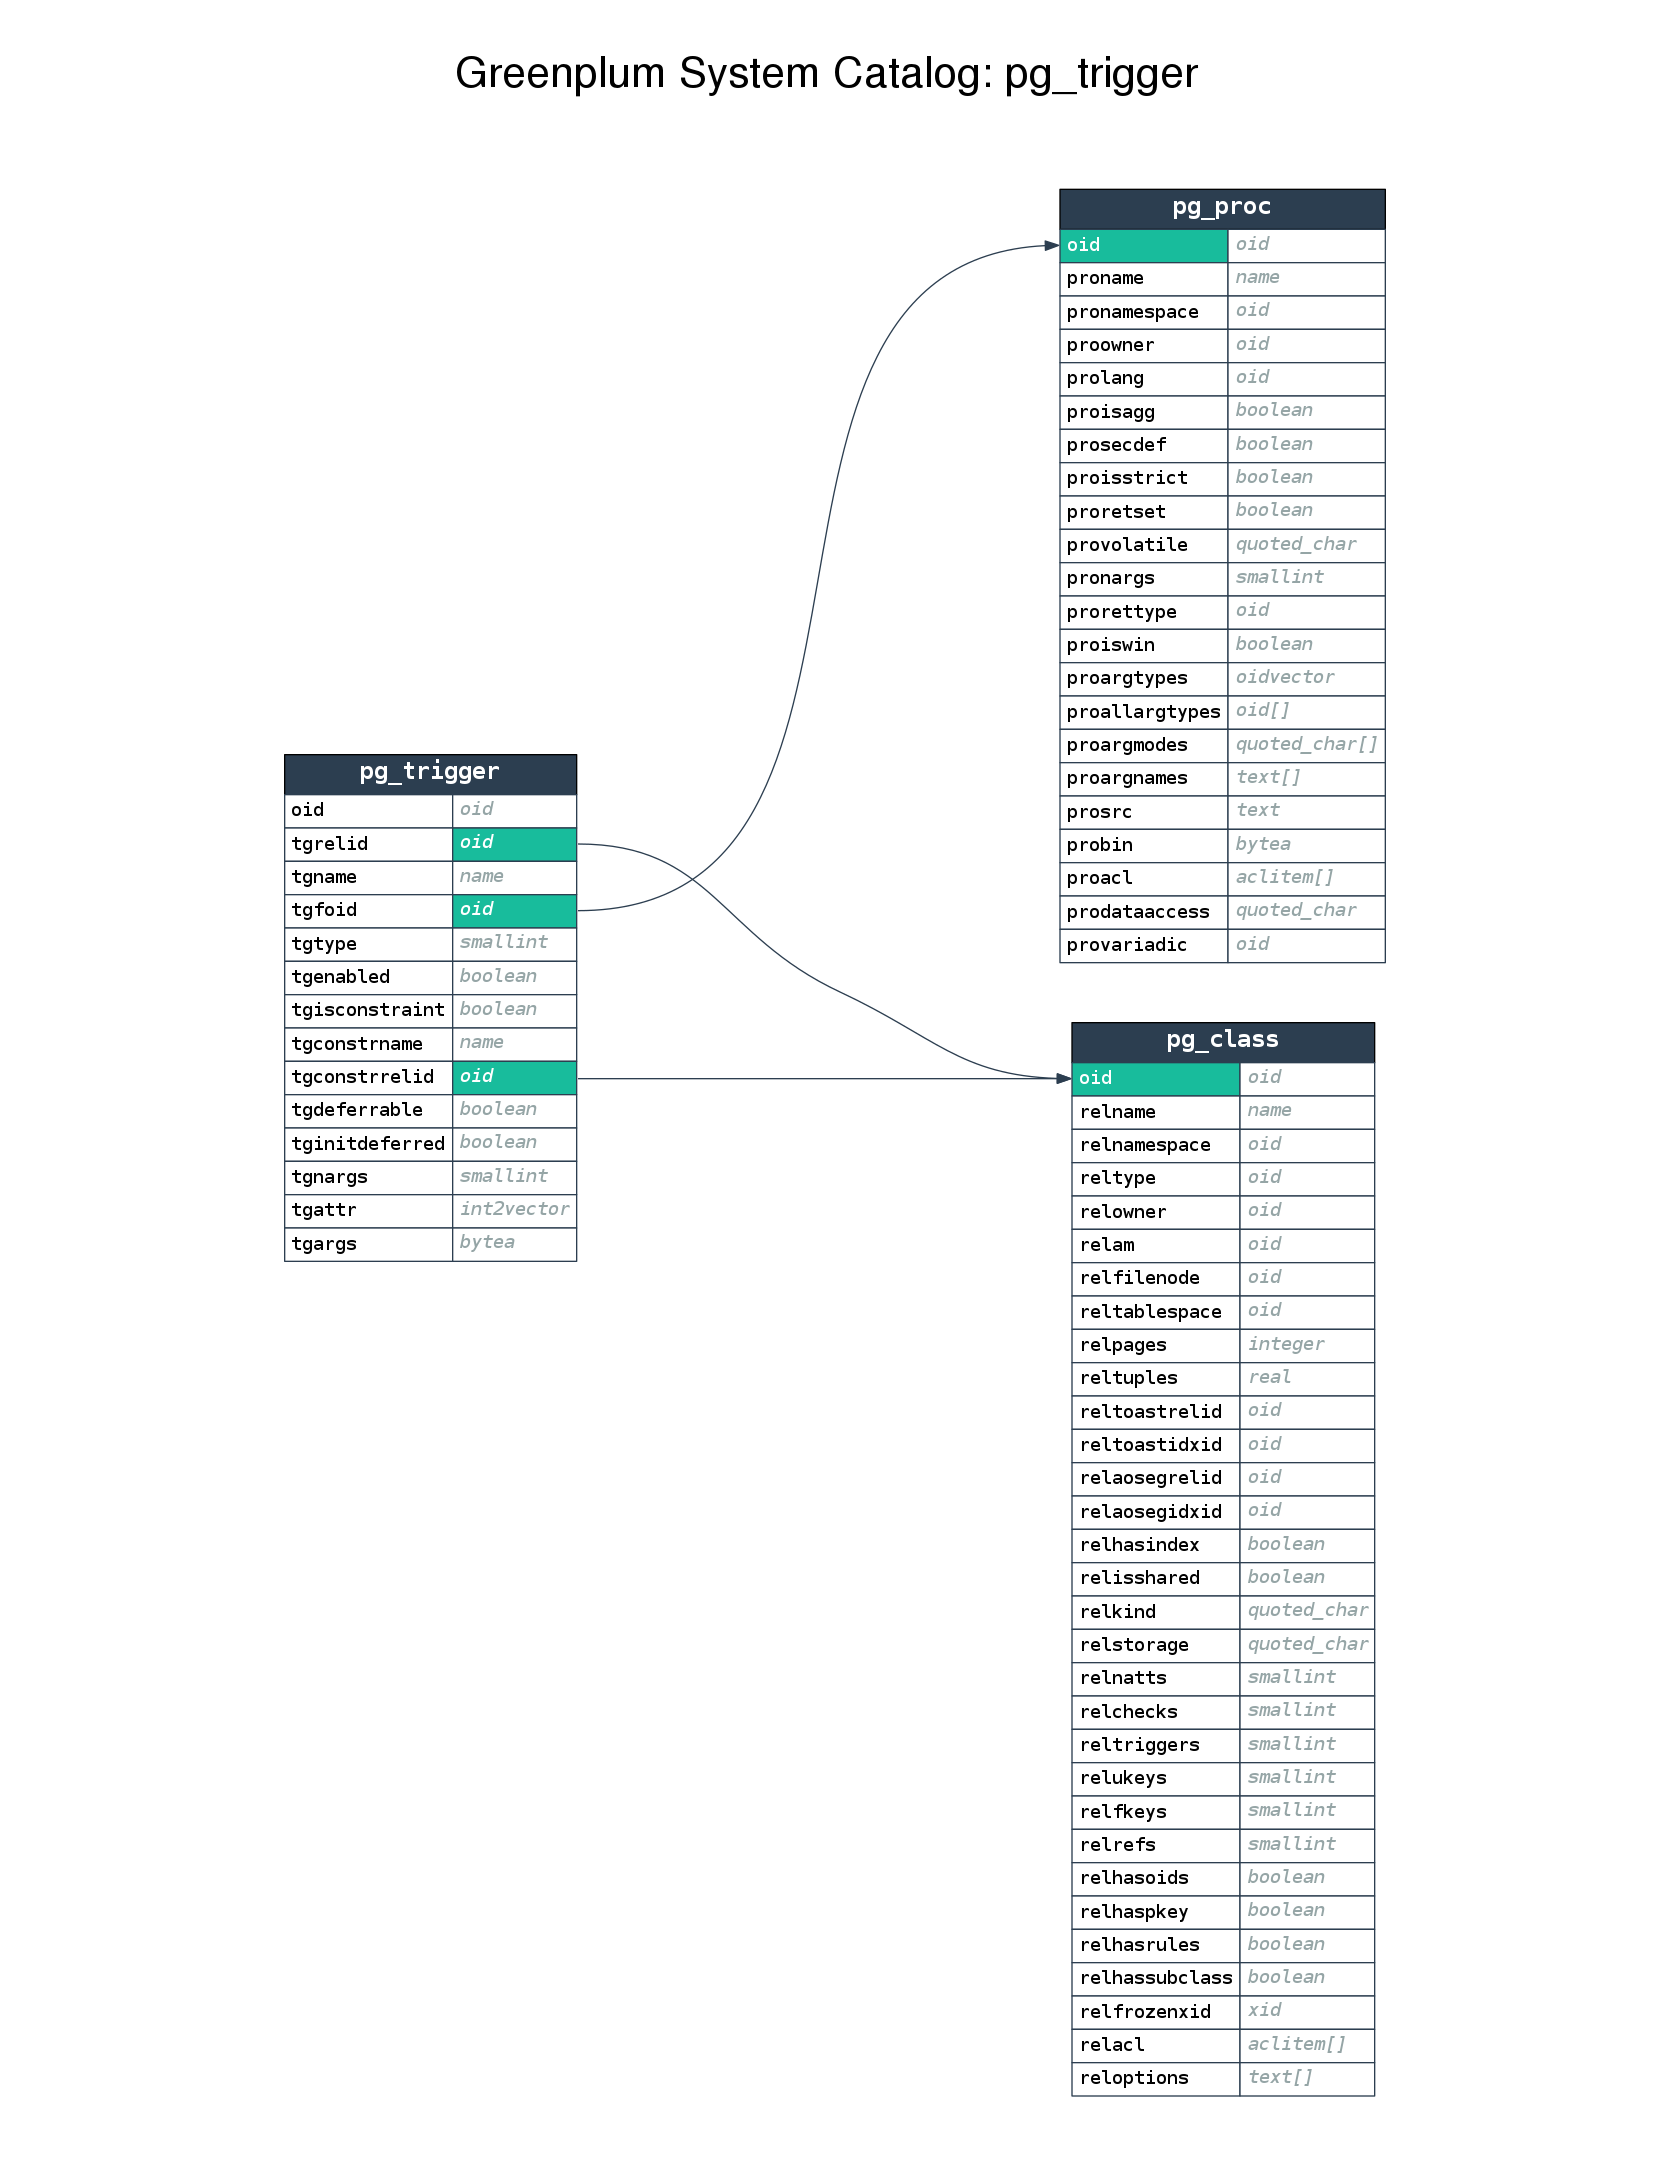 Greenplum System Catalog: pg_trigger
pg_proc
oid oid
proname name
pronamespace oid
proowner oid
prolang oid
proisagg boolean
prosecdef boolean
proisstrict boolean
proretset boolean
provolatile quoted_char
pronargs smallint
prorettype oid
proiswin boolean
proargtypes oidvector
proallargtypes oid[]
proargmodes quoted_char[]
proargnames text[]
prosrc text
probin bytea
proacl aclitem[]
prodataaccess quoted_char
provariadic oid
pg_trigger
oid oid
tgrelid oid
tgname name
tgfoid oid
tgtype smallint
tgenabled boolean
tgisconstraint boolean
tgconstrname name
tgconstrrelid oid
tgdeferrable boolean
tginitdeferred boolean
tgnargs smallint
tgattr int2vector
tgargs bytea
pg_class
oid oid
relname name
relnamespace oid
reltype oid
relowner oid
relam oid
relfilenode oid
reltablespace oid
relpages integer
reltuples real
reltoastrelid oid
reltoastidxid oid
relaosegrelid oid
relaosegidxid oid
relhasindex boolean
relisshared boolean
relkind quoted_char
relstorage quoted_char
relnatts smallint
relchecks smallint
reltriggers smallint
relukeys smallint
relfkeys smallint
relrefs smallint
relhasoids boolean
relhaspkey boolean
relhasrules boolean
relhassubclass boolean
relfrozenxid xid
relacl aclitem[]
reloptions text[]